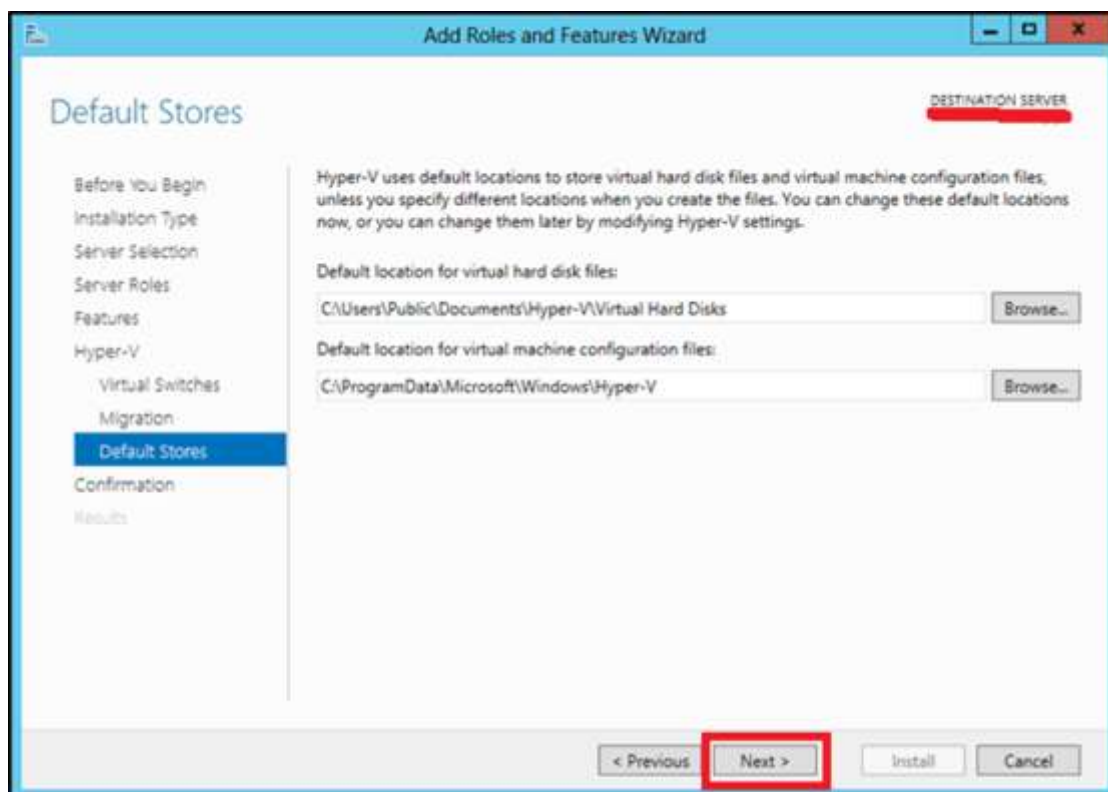 Add Roles and Features Wizard
Default Stores
DESTINATION SERVER
Before You Begin
Installation Type
Server Selection
Server Roles
Features
Hyper-V
Virtual Switches
Migration
Default Stores
Confirmation
Results
Hyper-V uses default locations to store virtual hard disk files and virtual machine configuration files,
unless you specify different locations when you create the files. You can change these default locations
now, or you can change them later by modifying Hyper-V settings.
Default location for virtual hard disk files:
C:\Users\Public\Documents\Hyper-V\Virtual Hard Disks
Browse...
Default location for virtual machine configuration files:
C:\ProgramData\Microsoft\Windows\Hyper-V
Browse...
< Previous
Next >
Install
Cancel